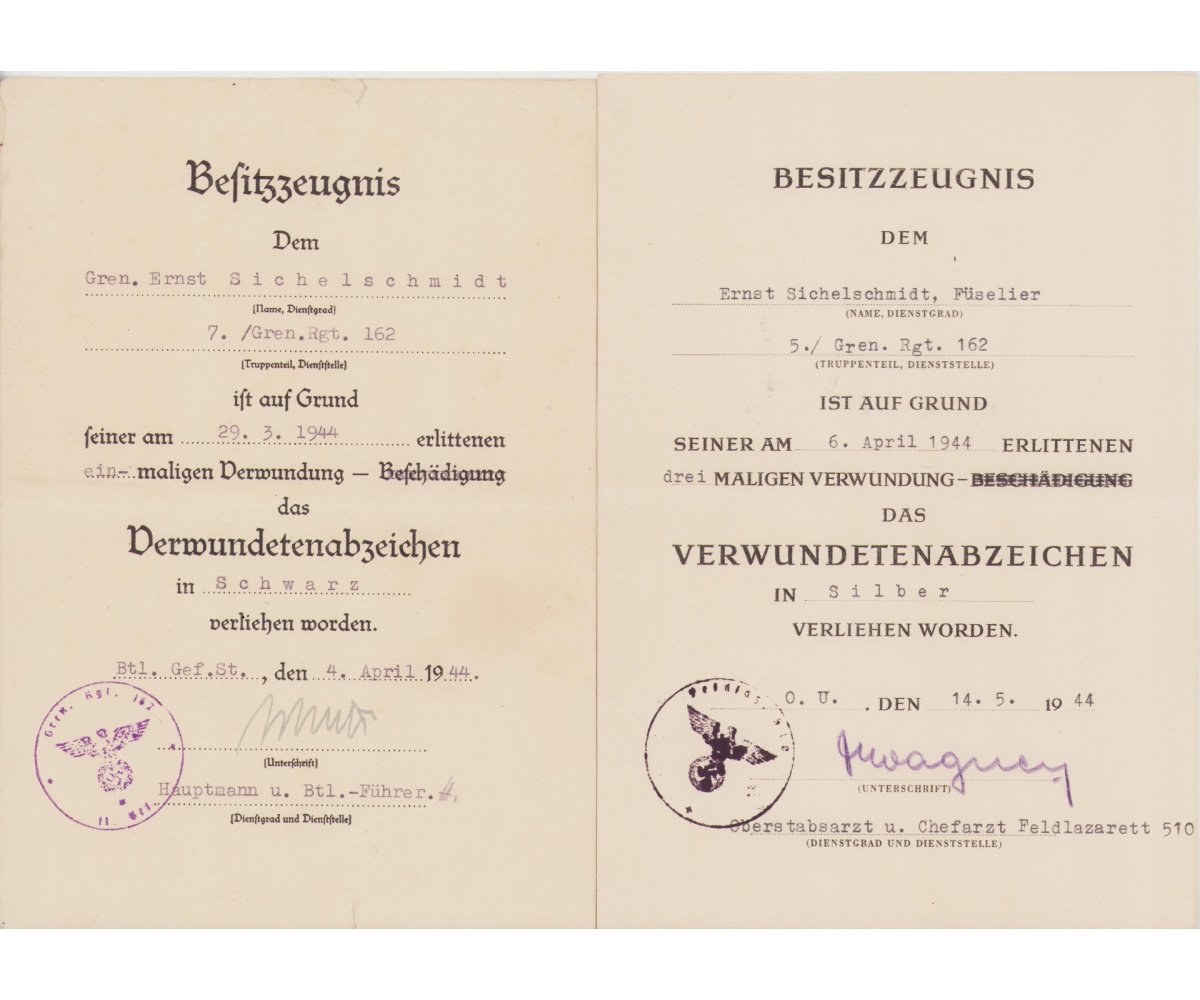 Besitzzeugnis
Dem
Gren. Ernst Sichelschmidt
(Name, Dienstgrad)
7. /Gren.Rgt. 162
(Truppenteil, Dienststelle)
ist auf Grund
seiner am 29. 3. 1944 erlittenen
ein- maligen Verwundung – Beschädigung
das
Verwundetenabzeichen
in Schwarz
verliehen worden.
Btl. Gef.St. , den 4. April 1944.
(Unterschrift)
Hauptmann u. Btl.-Führer.
(Dienstgrad und Dienststelle)
BESITZZEUGNIS
DEM
Ernst Sichelschmidt, Füselier
(NAME, DIENSTGRAD)
5./ Gren. Rgt. 162
(TRUPPENTEIL, DIENSTSTELLE)
IST AUF GRUND
SEINER AM 6. April 1944 ERLITTENEN
drei MALIGEN VERWUNDUNG – BESCHÄDIGUNG
DAS
VERWUNDETENABZEICHEN
IN Silber
VERLIEHEN WORDEN.
O. U. , DEN 14. 5. 1944
(UNTERSCHRIFT)
Oberstabsarzt u. Chefarzt Feldlazarett 510
(DIENSTGRAD UND DIENSTSTELLE)